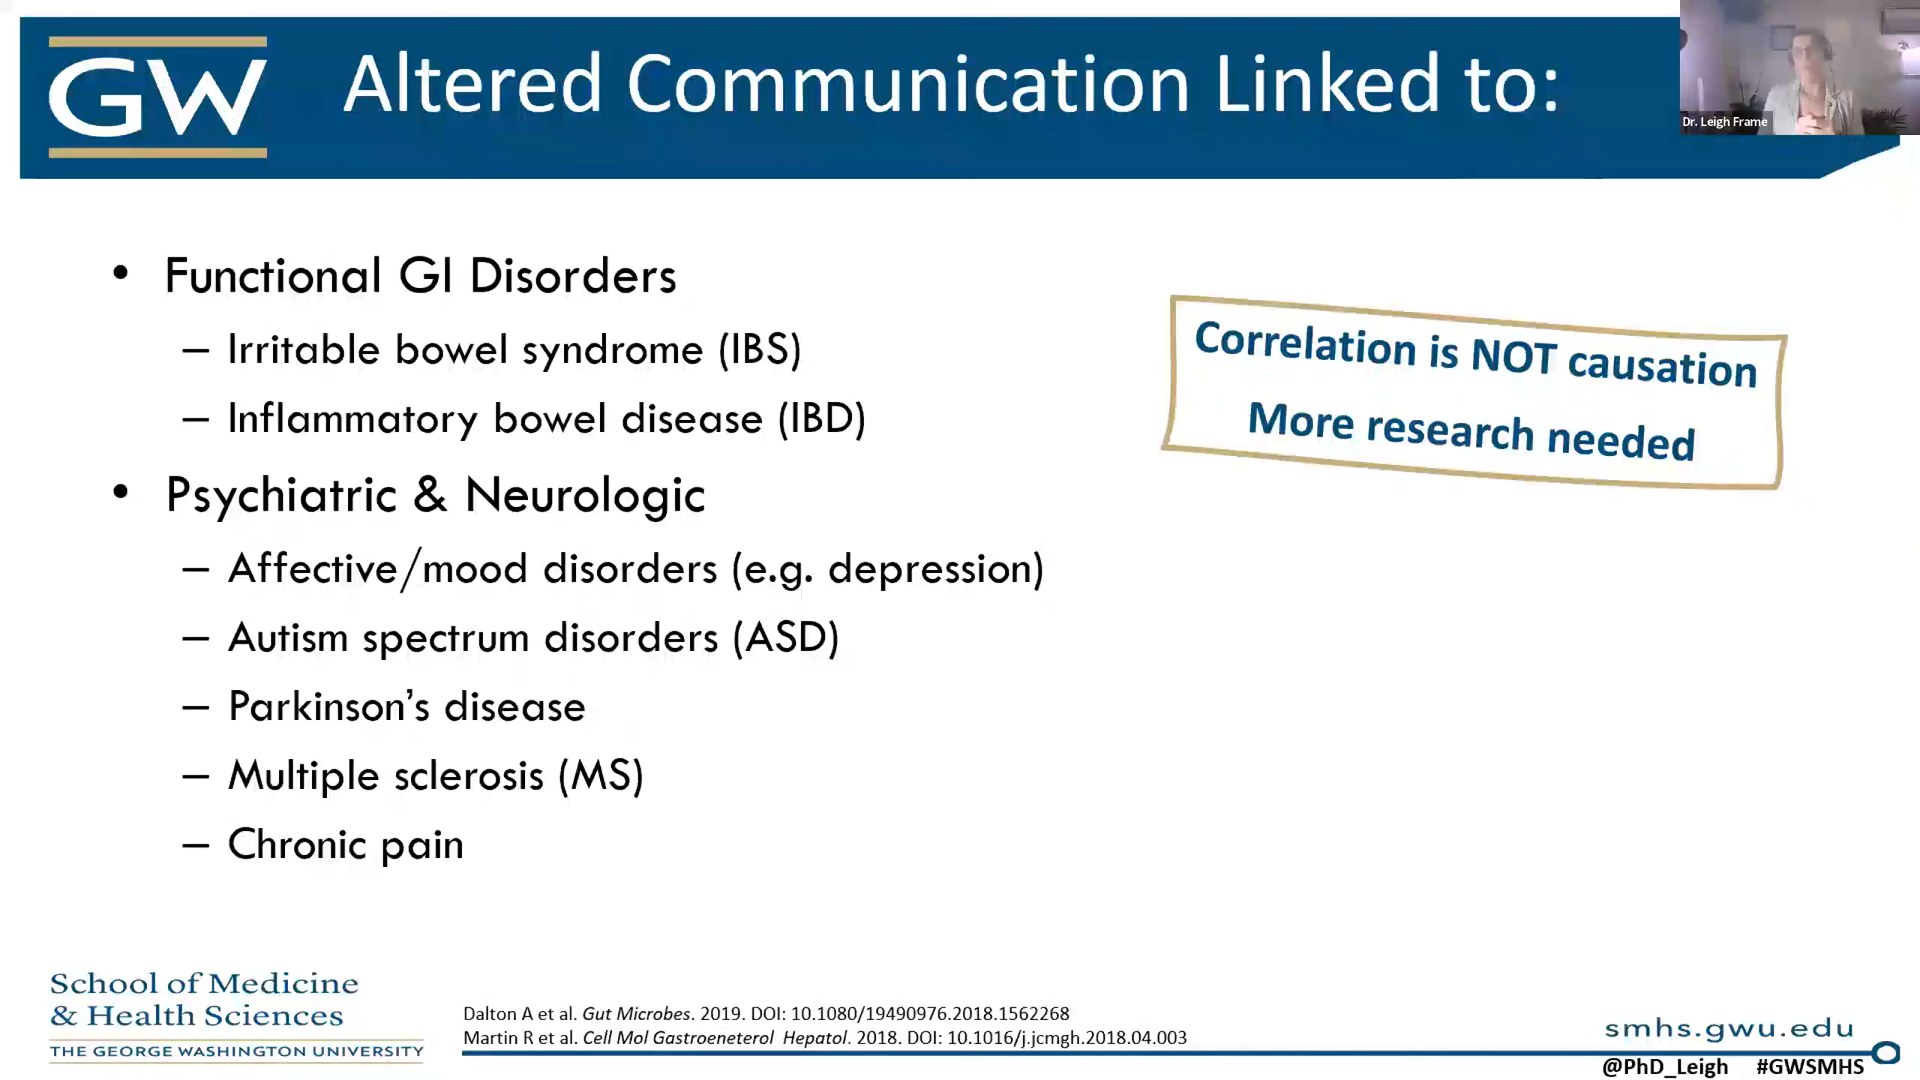 GW
Altered Communication Linked to:
Dr. Leigh Frame
• Functional GI Disorders
– Irritable bowel syndrome (IBS)
– Inflammatory bowel disease (IBD)
• Psychiatric & Neurologic
– Affective/mood disorders (e.g. depression)
– Autism spectrum disorders (ASD)
– Parkinson’s disease
– Multiple sclerosis (MS)
– Chronic pain
Correlation is NOT causation
More research needed
School of Medicine
& Health Sciences
THE GEORGE WASHINGTON UNIVERSITY
Dalton A et al. Gut Microbes. 2019. DOI: 10.1080/19490976.2018.1562268
Martin R et al. Cell Mol Gastroeneterol Hepatol. 2018. DOI: 10.1016/j.jcmgh.2018.04.003
smhs.gwu.edu
@PhD_Leigh #GWSMHS